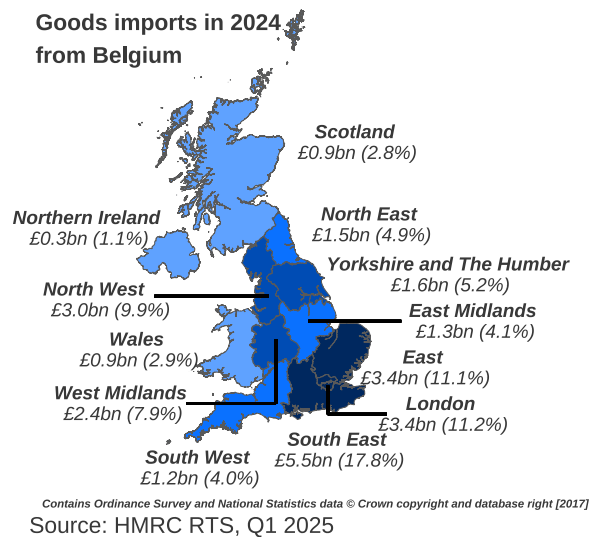 Goods imports in 2024
from Belgium
Scotland
£0.9bn (2.8%)
Northern Ireland
£0.3bn (1.1%)
North East
£1.5bn (4.9%)
Yorkshire and The Humber
£1.6bn (5.2%)
North West
£3.0bn (9.9%)
East Midlands
£1.3bn (4.1%)
Wales
£0.9bn (2.9%)
East
£3.4bn (11.1%)
West Midlands
£2.4bn (7.9%)
London
£3.4bn (11.2%)
South East
£5.5bn (17.8%)
South West
£1.2bn (4.0%)
Contains Ordinance Survey and National Statistics data © Crown copyright and database right [2017]
Source: HMRC RTS, Q1 2025